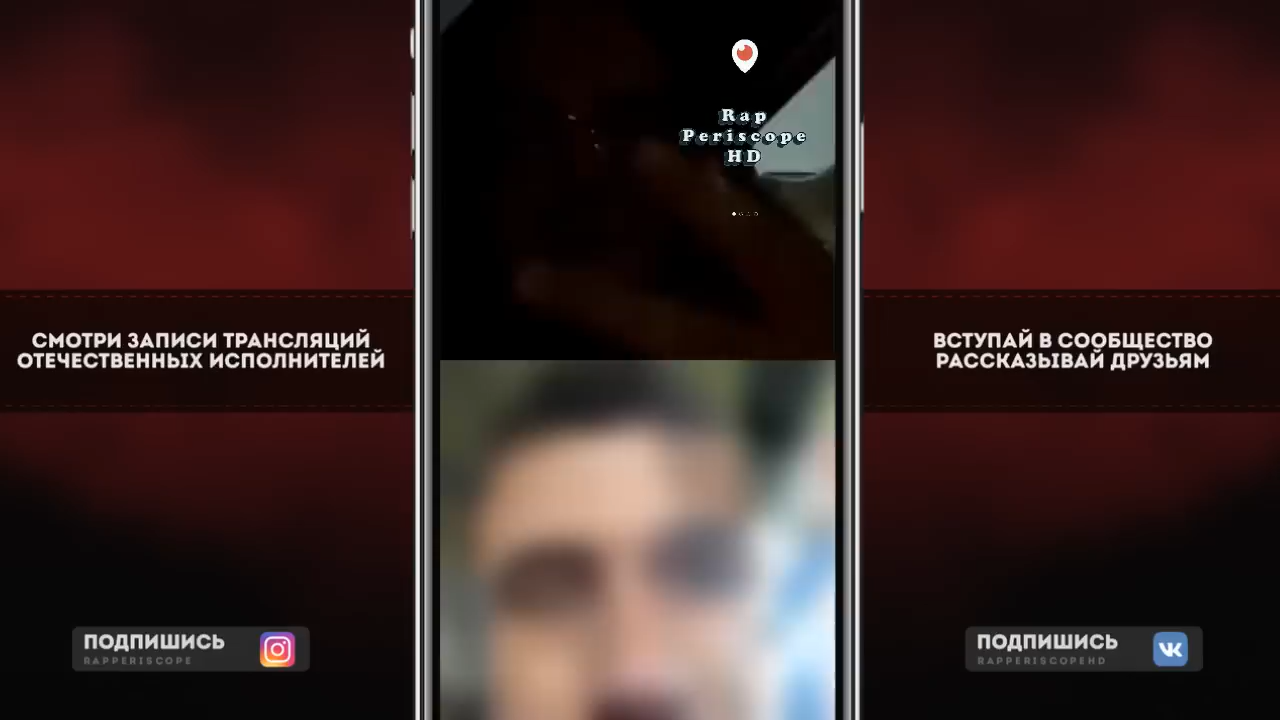 Rap
Periscope
HD
СМОТРИ ЗАПИСИ ТРАНСЛЯЦИЙ
ОТЕЧЕСТВЕННЫХ ИСПОЛНИТЕЛЕЙ
ВСТУПАЙ В СООБЩЕСТВО
РАССКАЗЫВАЙ ДРУЗЬЯМ
ПОДПИШИСЬ
RAPPERISCOPE
ПОДПИШИСЬ
RAPPERISCOPEHD